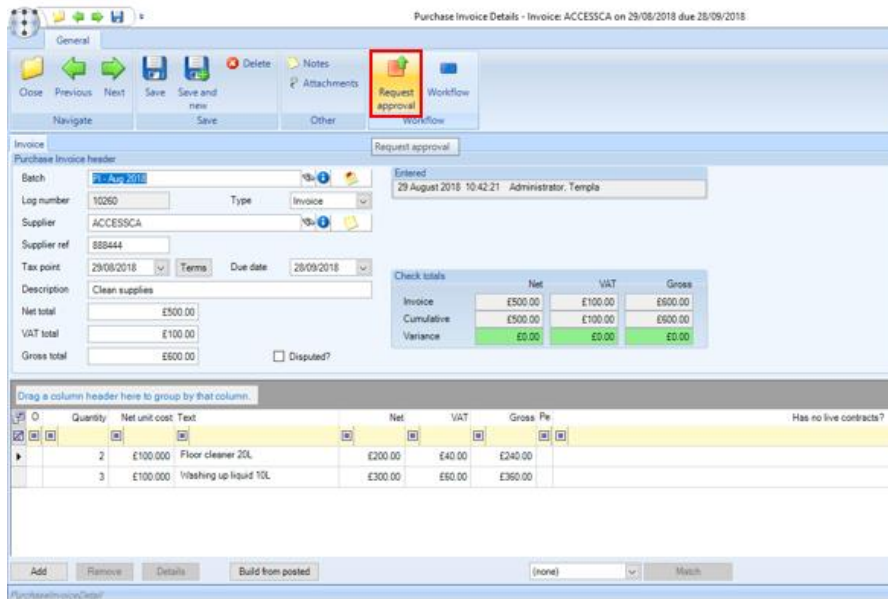 Purchase Invoice Details - Invoice: ACCESSCA on 29/08/2018 due 28/09/2018
General
Close Previous Next Save Save and new Delete Notes Attachments Request approval Workflow
Navigate Save Other Workflow
Request approval
Invoice
Purchase Invoice header
Batch PI - Aug 2018
Entered
29 August 2018 10:42:21 Administrator, Templa
Log number 10260 Type Invoice
Supplier ACCESSCA
Supplier ref 888444
Tax point 29/08/2018 Terms Due date 28/09/2018
Description Clean supplies
Net total £500.00
VAT total £100.00
Gross total £600.00 Disputed?
Check totals
Net VAT Gross
Invoice £500.00 £100.00 £600.00
Cumulative £500.00 £100.00 £600.00
Variance £0.00 £0.00 £0.00
Drag a column header here to group by that column.
O Quantity Net unit cost Text Net VAT Gross Pe Has no live contracts?
2 £100.000 Floor cleaner 20L £200.00 £40.00 £240.00
3 £100.000 Washing up liquid 10L £300.00 £60.00 £360.00
Add Remove Details Build from posted (none) Match
PurchaseInvoiceDetail